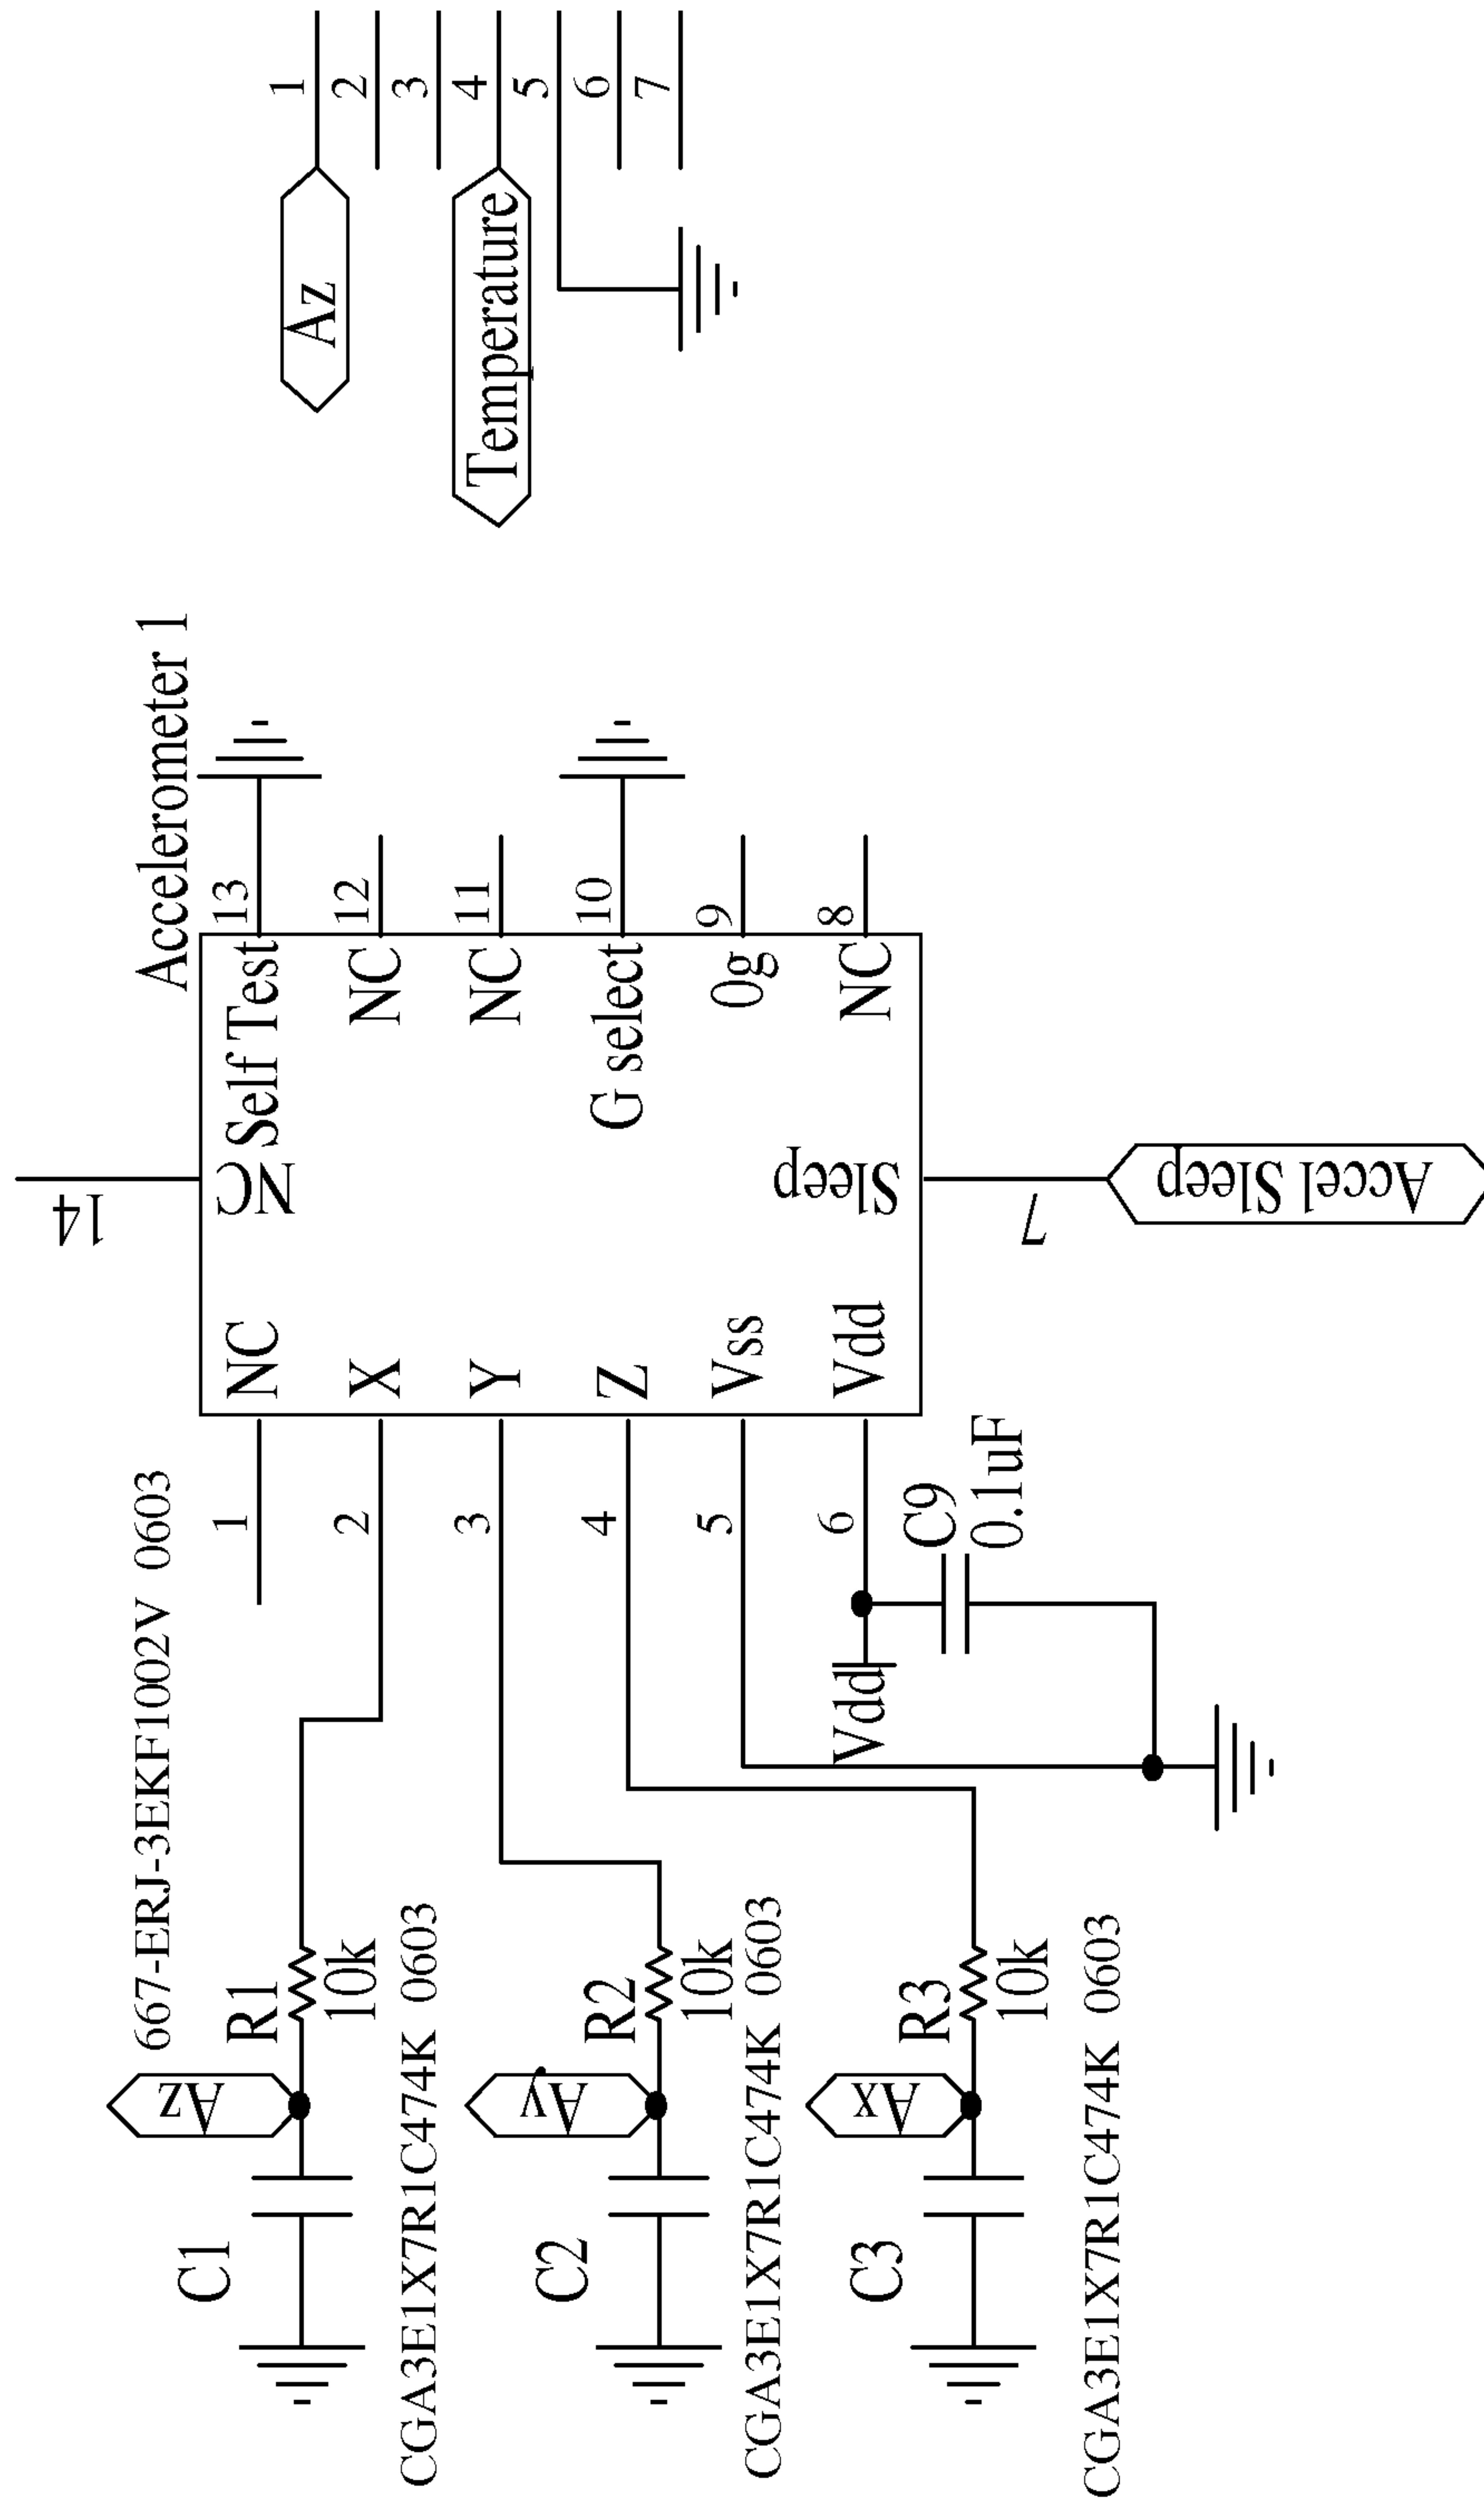 667-ERJ-3EKF1002V 0603
Accelerometer 1
14
NC
1
NC
Self Test
13
2
X
NC
12
3
Y
NC
11
4
Z
G select
10
5
Vss
0g
9
6
Vdd
NC
8
Sleep
7
Accel Sleep
C1
Az
R1
10k
CGA3E1X7R1C474K 0603
C2
Ay
R2
10k
CGA3E1X7R1C474K 0603
C3
Ax
R3
10k
CGA3E1X7R1C474K 0603
Vdd
C9
0.1uF
Az
1
2
3
Temperature
4
5
6
7